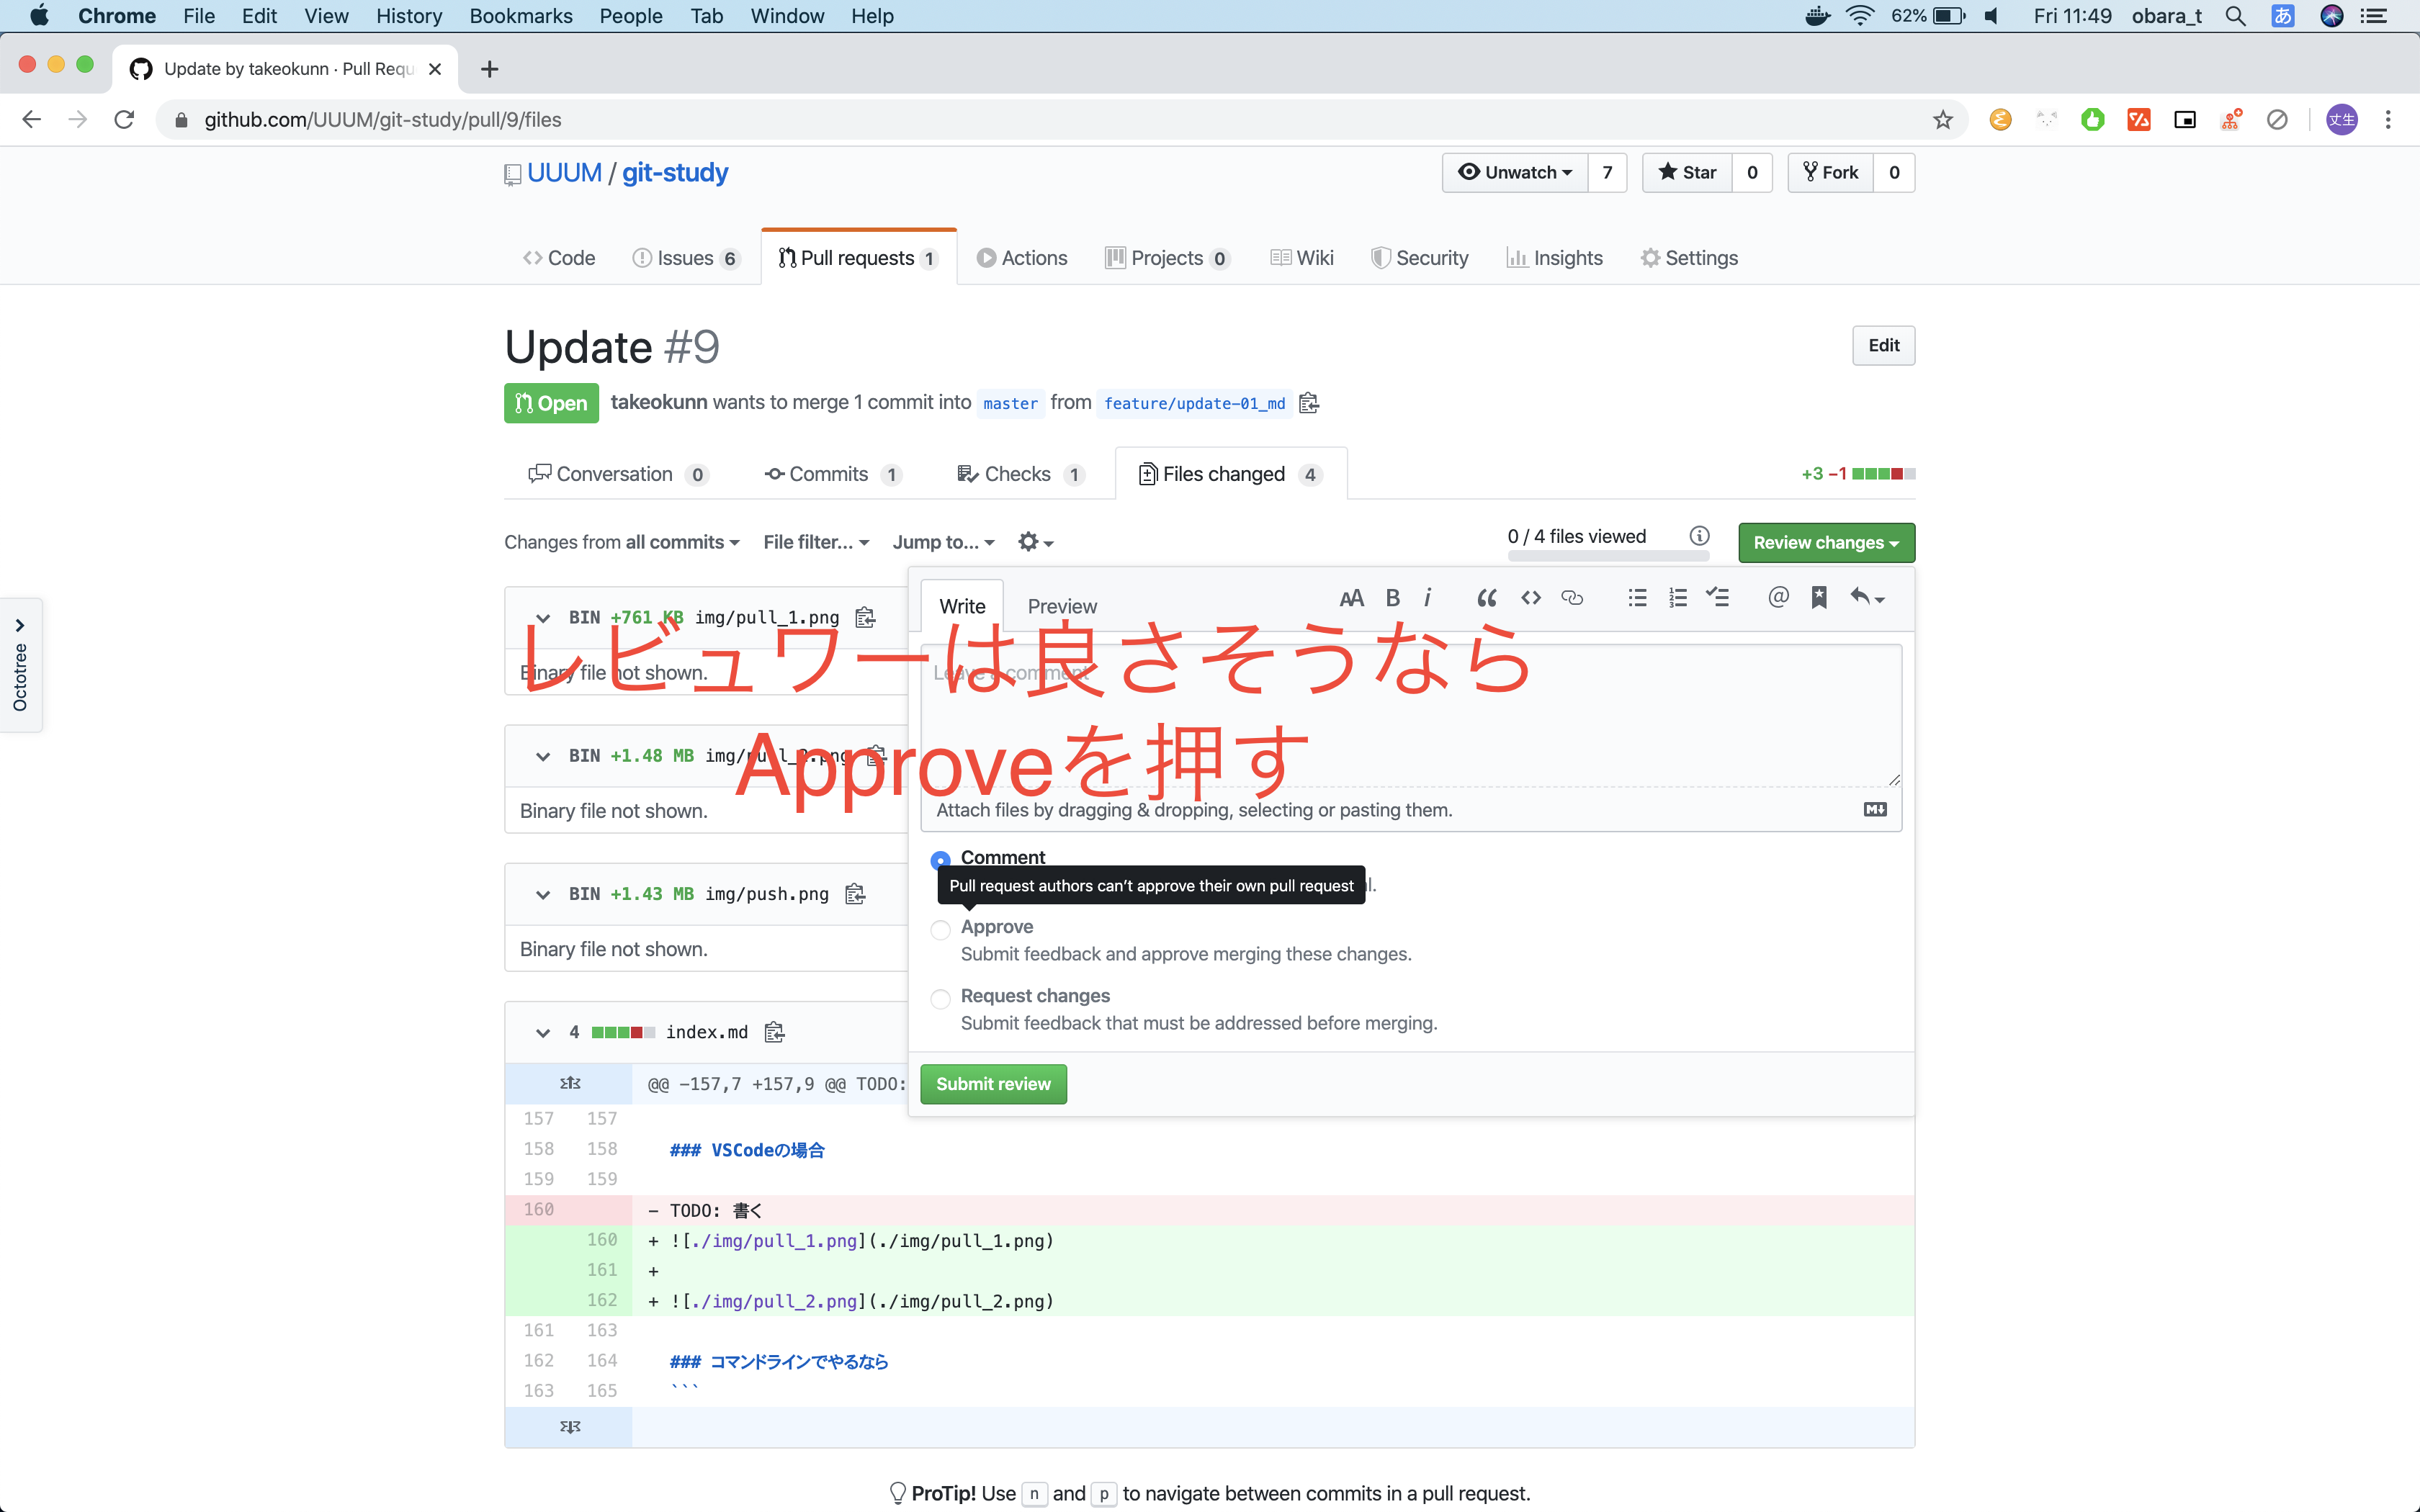 Chrome File Edit View History Bookmarks People Tab Window Help 62% Fri 11:49 obara_t あ
Update by takeokunn · Pull Requ
github.com/UUUM/git-study/pull/9/files 丈生
UUUM / git-study Unwatch 7 Star 0 Fork 0
Code Issues 6 Pull requests 1 Actions Projects 0 Wiki Security Insights Settings
Update #9 Edit
Open takeokunn wants to merge 1 commit into master from feature/update-01_md
Conversation 0 Commits 1 Checks 1 Files changed 4 +3 −1
Changes from all commits File filter... Jump to... 0 / 4 files viewed Review changes
Octotree
BIN +761 KB img/pull_1.png
Binary file not shown.
BIN +1.48 MB img/pull_2.png
Binary file not shown.
BIN +1.43 MB img/push.png
Binary file not shown.
Write Preview AA B i
Leave a comment
レビュワーは良さそうなら
Approveを押す
Attach files by dragging & dropping, selecting or pasting them.
Comment
Pull request authors can't approve their own pull request l.
Approve
Submit feedback and approve merging these changes.
Request changes
Submit feedback that must be addressed before merging.
Submit review
4 index.md
@@ -157,7 +157,9 @@ TODO:
157 157
158 158 ### VSCodeの場合
159 159
160 - TODO: 書く
160 + ![./img/pull_1.png](./img/pull_1.png)
161 +
162 + ![./img/pull_2.png](./img/pull_2.png)
161 163
162 164 ### コマンドラインでやるなら
163 165 ```
ProTip! Use n and p to navigate between commits in a pull request.